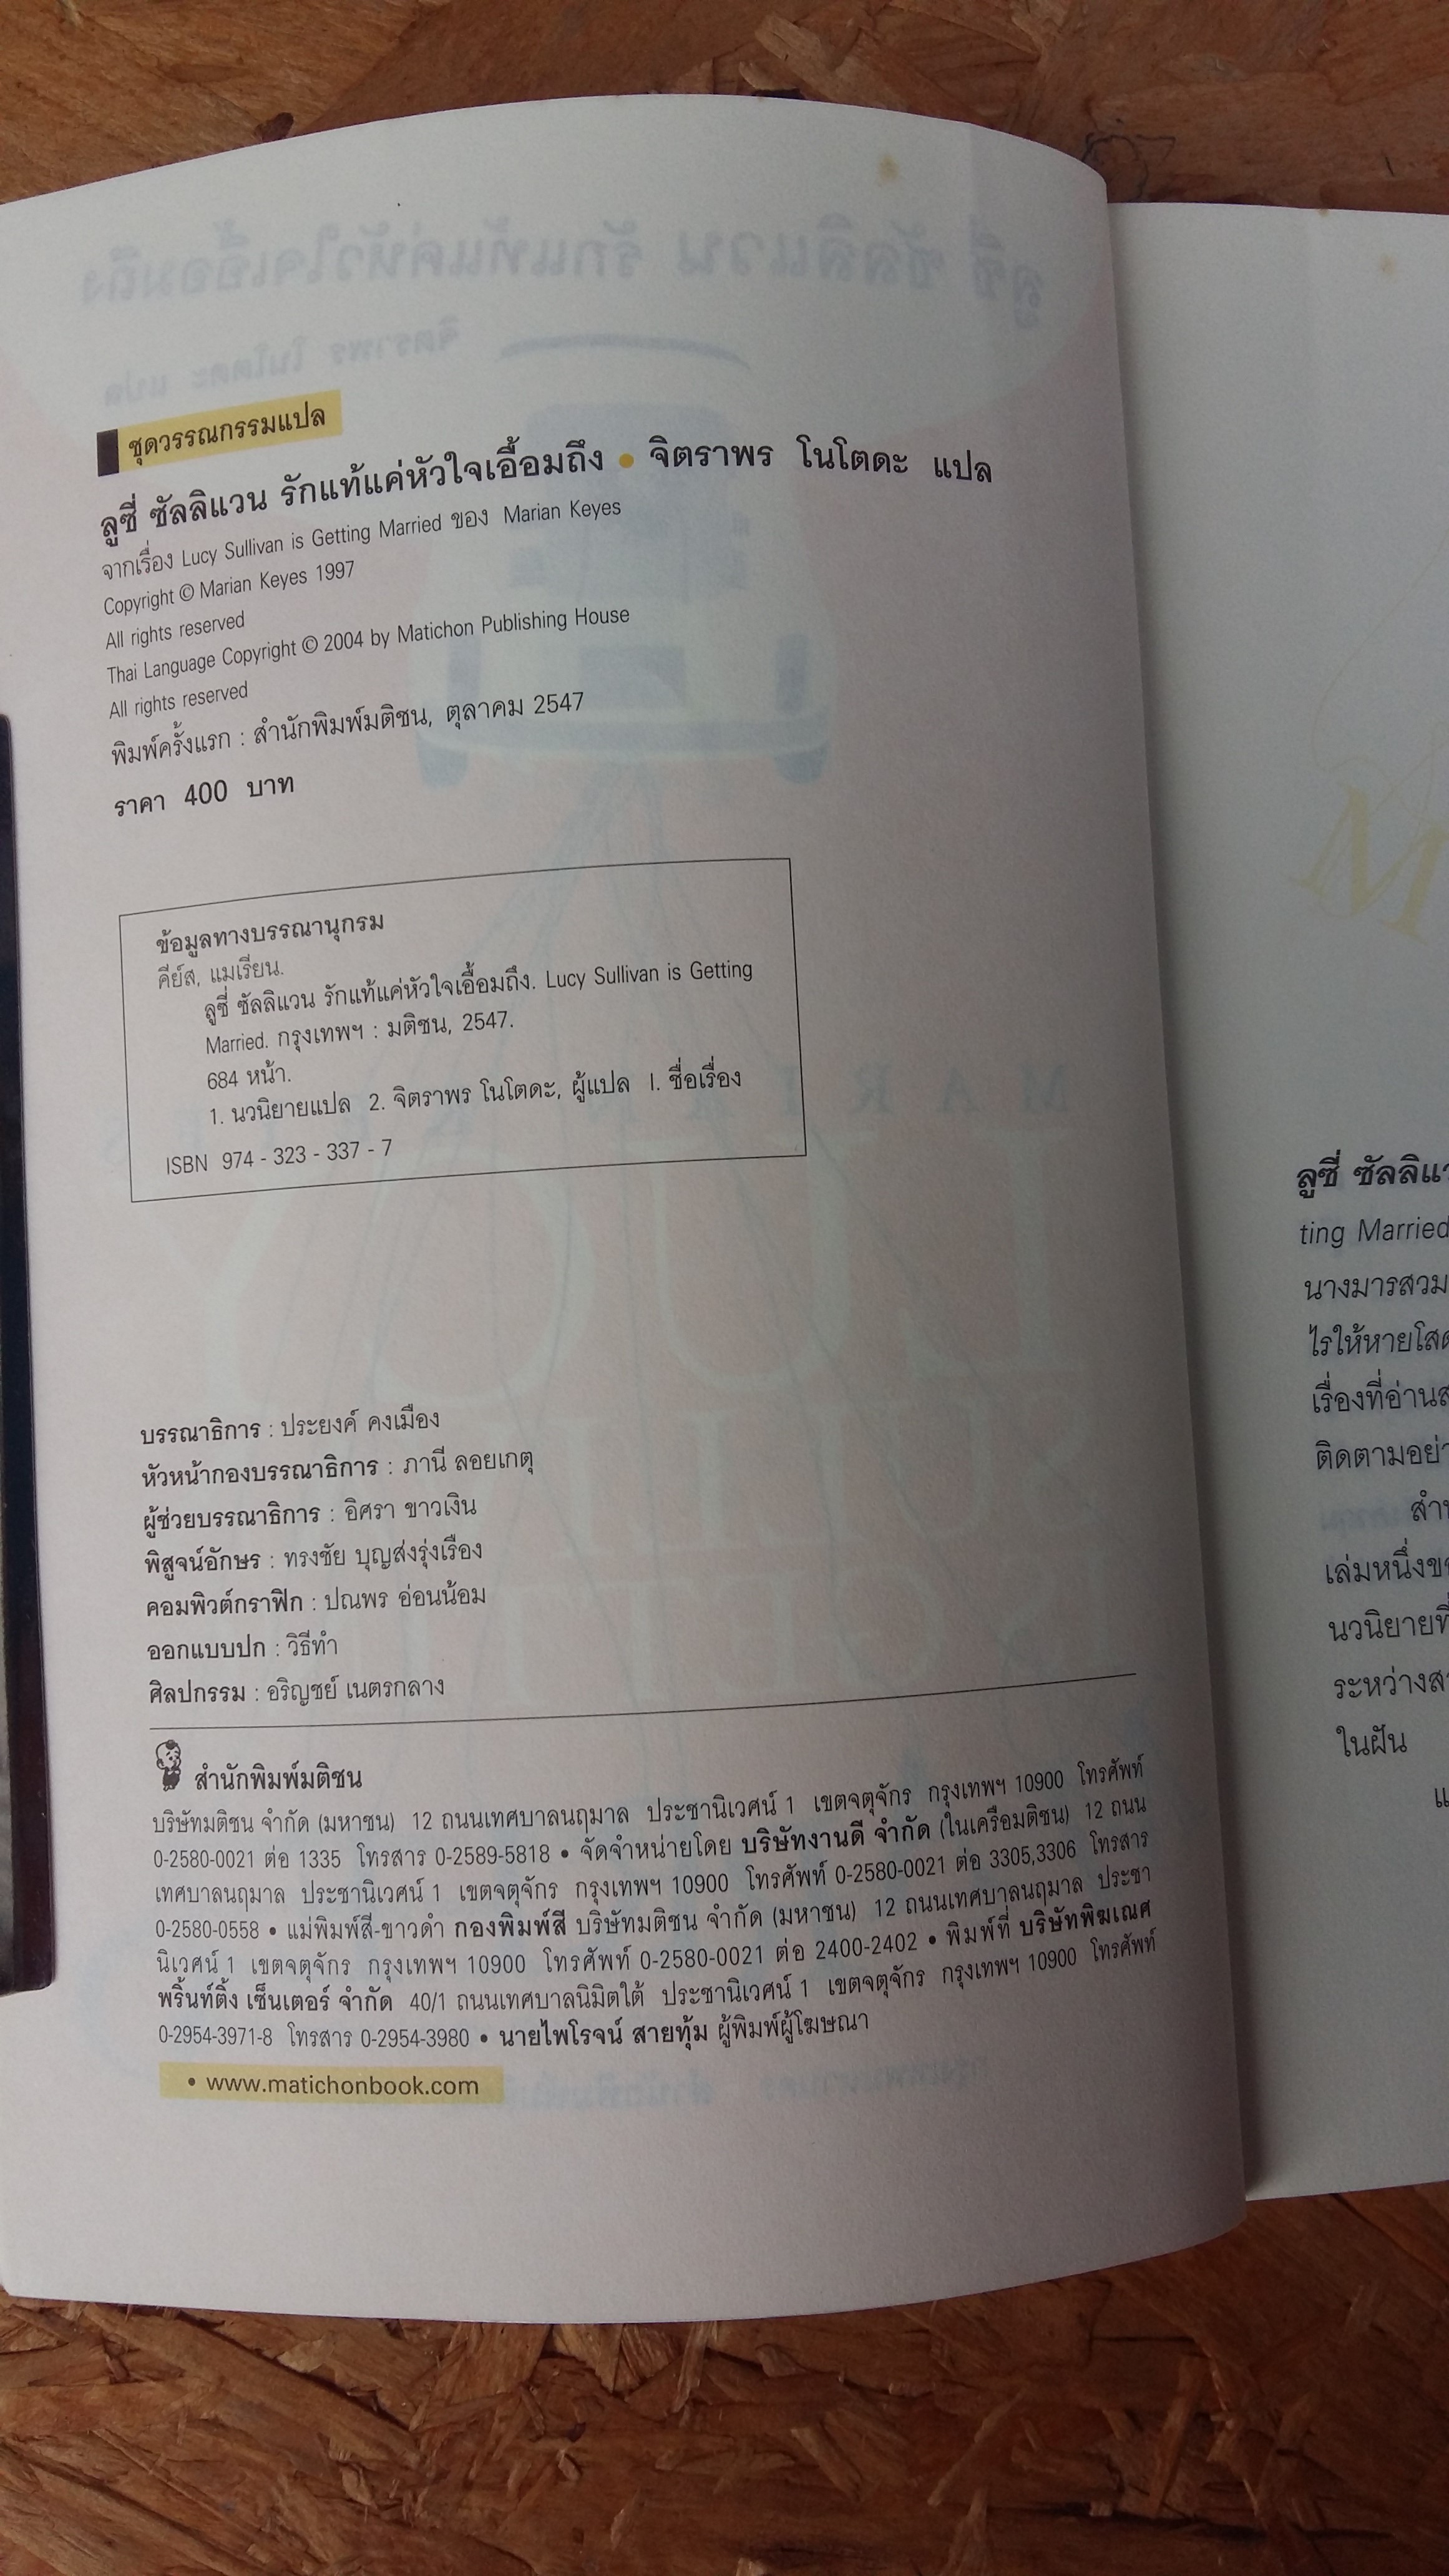 ชุดวรรณกรรมแปล
ลูซี่ ซัลลิแวน รักแท้แค่หัวใจเอื้อมถึง • จิตราพร โนโตดะ แปล
จากเรื่อง Lucy Sullivan is Getting Married ของ Marian Keyes
Copyright © Marian Keyes 1997
All rights reserved
Thai Language Copyright © 2004 by Matichon Publishing House
All rights reserved
พิมพ์ครั้งแรก : สำนักพิมพ์มติชน, ตุลาคม 2547
ราคา 400 บาท
ข้อมูลทางบรรณานุกรม
คีย์ส, แมเรียน.
ลูซี่ ซัลลิแวน รักแท้แค่หัวใจเอื้อมถึง. Lucy Sullivan is Getting
Married. กรุงเทพฯ : มติชน, 2547.
684 หน้า.
1. นวนิยายแปล 2. จิตราพร โนโตดะ, ผู้แปล I. ชื่อเรื่อง
ISBN 974 - 323 - 337 - 7
บรรณาธิการ : ประยงค์ คงเมือง
หัวหน้ากองบรรณาธิการ : ภานี ลอยเกตุ
ผู้ช่วยบรรณาธิการ : อิศรา ขาวเงิน
พิสูจน์อักษร : ทรงชัย บุญส่งรุ่งเรือง
คอมพิวต์กราฟิก : ปณพร อ่อนน้อม
ออกแบบปก : วิธีทำ
ศิลปกรรม : อริญชย์ เนตรกลาง
สำนักพิมพ์มติชน
บริษัทมติชน จำกัด (มหาชน) 12 ถนนเทศบาลนฤมาล ประชานิเวศน์ 1 เขตจตุจักร กรุงเทพฯ 10900 โทรศัพท์
0-2580-0021 ต่อ 1335 โทรสาร 0-2589-5818 • จัดจำหน่ายโดย บริษัทงานดี จำกัด (ในเครือมติชน) 12 ถนน
เทศบาลนฤมาล ประชานิเวศน์ 1 เขตจตุจักร กรุงเทพฯ 10900 โทรศัพท์ 0-2580-0021 ต่อ 3305,3306 โทรสาร
0-2580-0558 • แม่พิมพ์สี-ขาวดำ กองพิมพ์สี บริษัทมติชน จำกัด (มหาชน) 12 ถนนเทศบาลนฤมาล ประชา
นิเวศน์ 1 เขตจตุจักร กรุงเทพฯ 10900 โทรศัพท์ 0-2580-0021 ต่อ 2400-2402 • พิมพ์ที่ บริษัทพิฆเณศ
พริ้นท์ติ้ง เซ็นเตอร์ จำกัด 40/1 ถนนเทศบาลนิมิตใต้ ประชานิเวศน์ 1 เขตจตุจักร กรุงเทพฯ 10900 โทรศัพท์
0-2954-3971-8 โทรสาร 0-2954-3980 • นายไพโรจน์ สายทุ้ม ผู้พิมพ์ผู้โฆษณา
• www.matichonbook.com
M
ลูซี่ ซัลลิแว
ting Married
นางมารสวม
ไรให้หายโสด
เรื่องที่อ่านส
ติดตามอย่า
สำ
เล่มหนึ่งข
นวนิยายที่
ระหว่างส
ในฝัน
แ